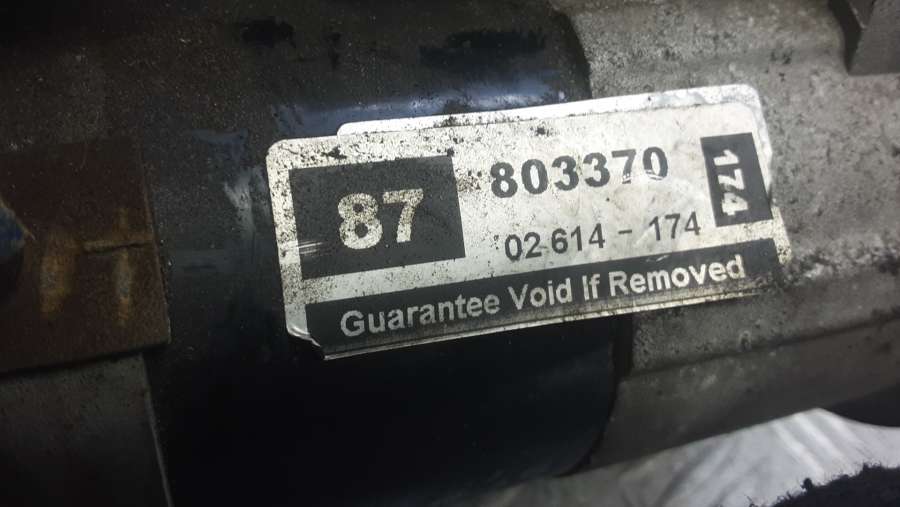 87
803370
174
02-614 - 174
Guarantee Void If Removed